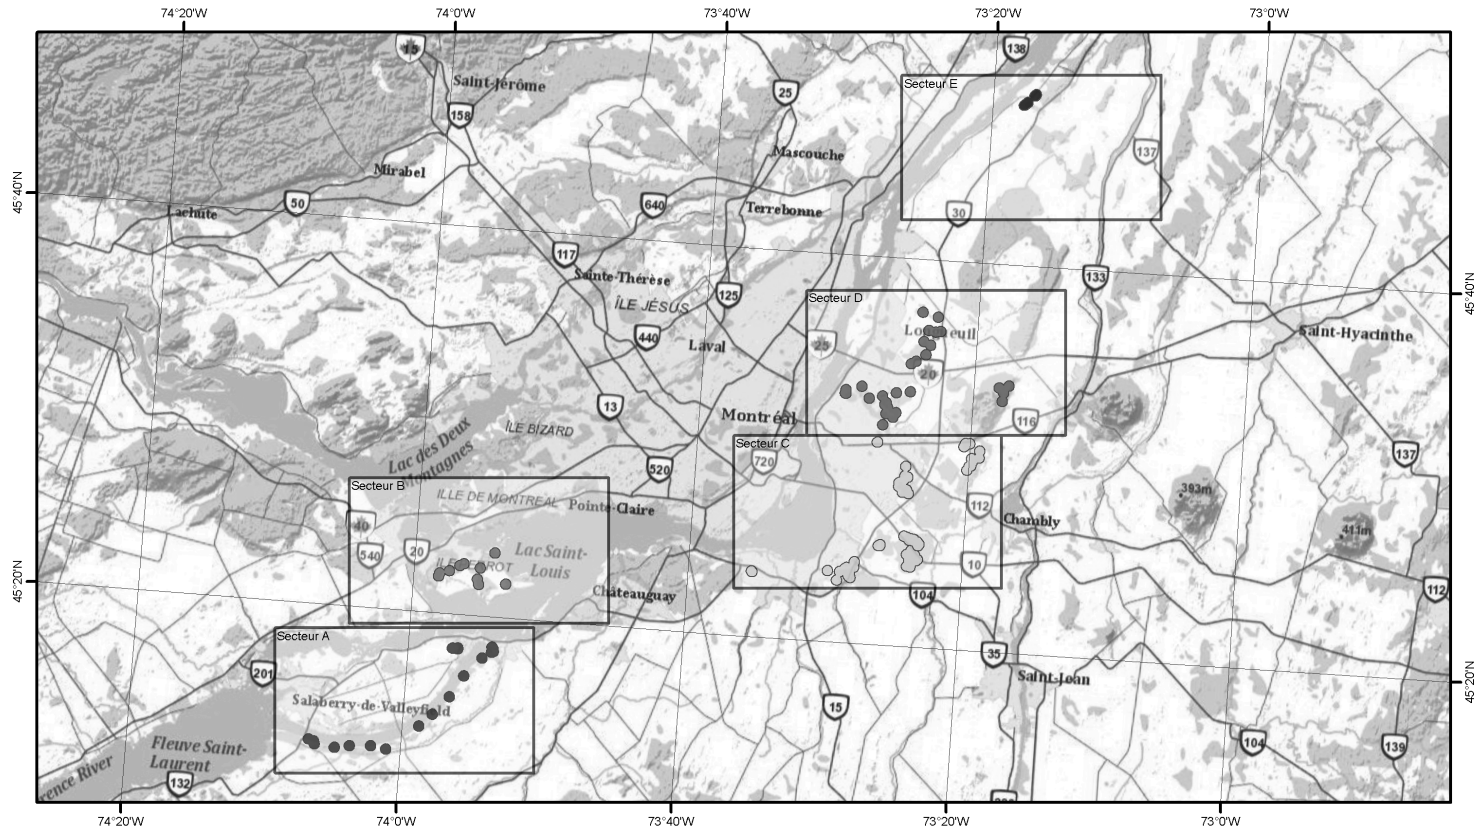 74°20'W
74°0'W
73°40'W
73°20'W
73°0'W
15
138
Saint-Jérôme
Secteur E
25
158
137
Mascouche
Mirabel
45°40'N
50
640
Terrebonne
30
Lachute
117
Sainte-Thérèse
133
125
45°40'N
ÎLE JÉSUS
Secteur D
440
Laval
25
Saint-Hyacinthe
20
13
Montréal
116
ÎLE BIZARD
Secteur C
Lac des Deux
Montagnes
720
137
520
Secteur B
ILLE DE MONTREAL
Pointe-Claire
393m
112
Chambly
40
540
20
Lac Saint-
Louis
411m
10
45°20'N
Châteauguay
104
112
Secteur A
35
201
Saint-Jean
45°20'N
Salaberry-de-Valleyfield
15
Fleuve Saint-
Laurent
104
139
132
rence River
74°20'W
74°0'W
73°40'W
73°20'W
73°0'W